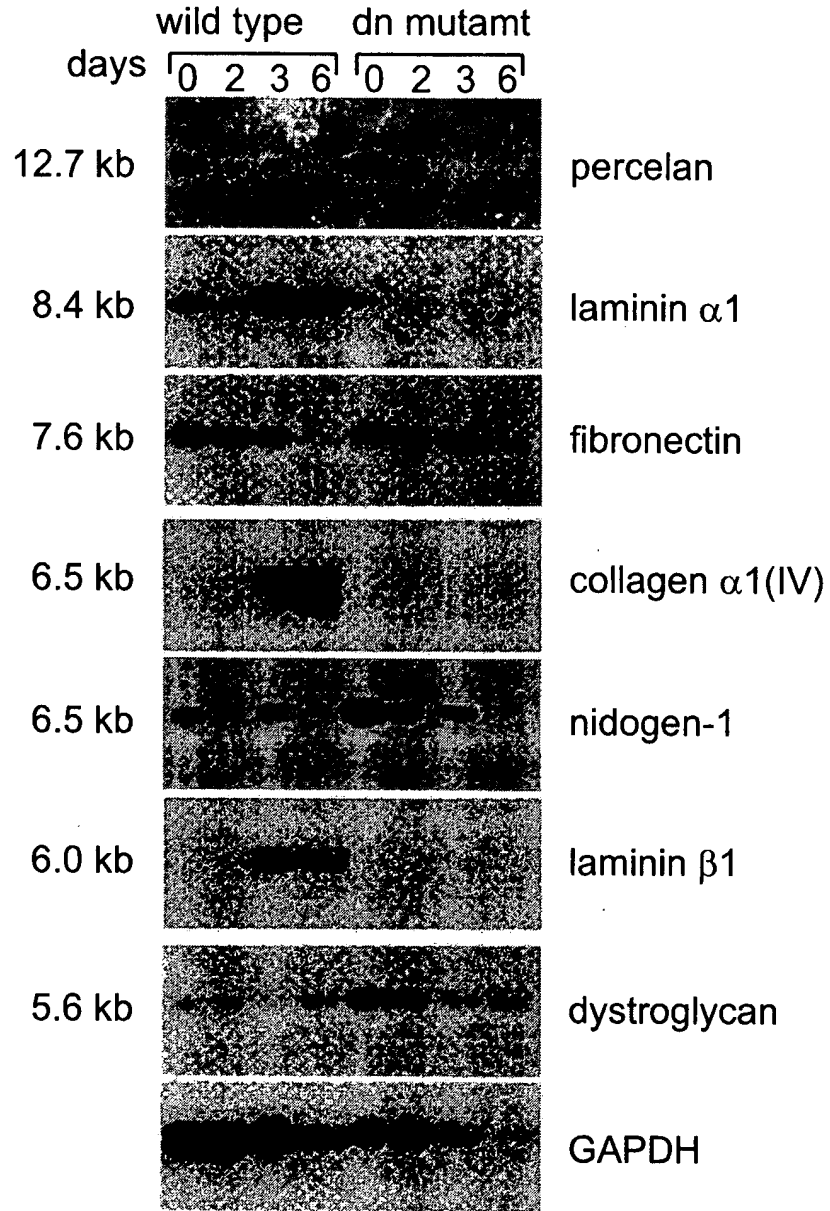 wild type dn mutamt
days 0 2 3 6 0 2 3 6
12.7 kb percelan
8.4 kb laminin α1
7.6 kb fibronectin
6.5 kb collagen α1(IV)
6.5 kb nidogen-1
6.0 kb laminin β1
5.6 kb dystroglycan
GAPDH